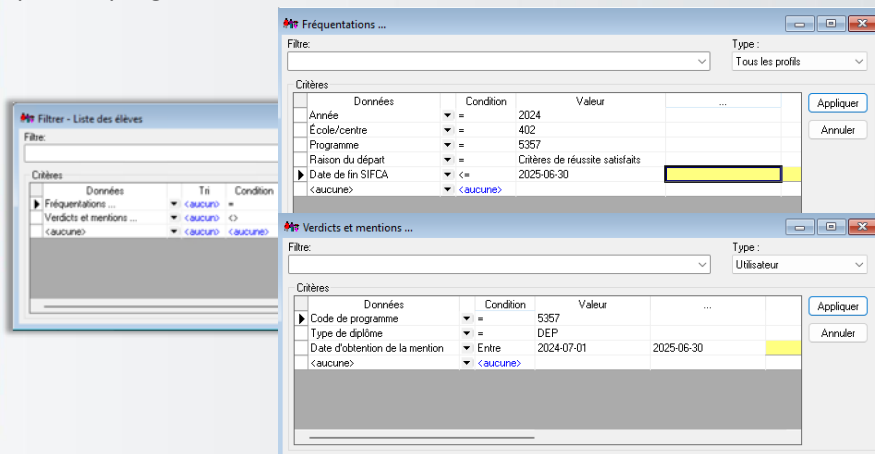 Filtrer - Liste des élèves
Filtre:
Critères
Données Tri Condition
Fréquentations ... <aucun> =
Verdicts et mentions ... <aucun> <>
<aucune> <aucun> <aucune>
Fréquentations ...
Filtre: Type :
Tous les profils
Critères
Données Condition Valeur ...
Appliquer
Année = 2024
École/centre = 402
Annuler
Programme = 5357
Raison du départ = Critères de réussite satisfaits
Date de fin SIFCA <= 2025-06-30
<aucune> <aucune>
Verdicts et mentions ...
Filtre: Type :
Utilisateur
Critères
Données Condition Valeur ...
Appliquer
Code de programme = 5357
Type de diplôme = DEP
Annuler
Date d'obtention de la mention Entre 2024-07-01 2025-06-30
<aucune> <aucune>